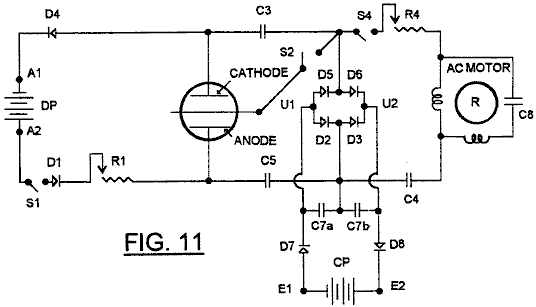 D4
C3
S2
S4
R4
A1
DP
A2
CATHODE
ANODE
D5
D6
U1
U2
D2
D3
AC MOTOR
R
C8
S1
D1
R1
C5
C4
C7a
C7b
D7
D8
CP
E1
E2
FIG. 11